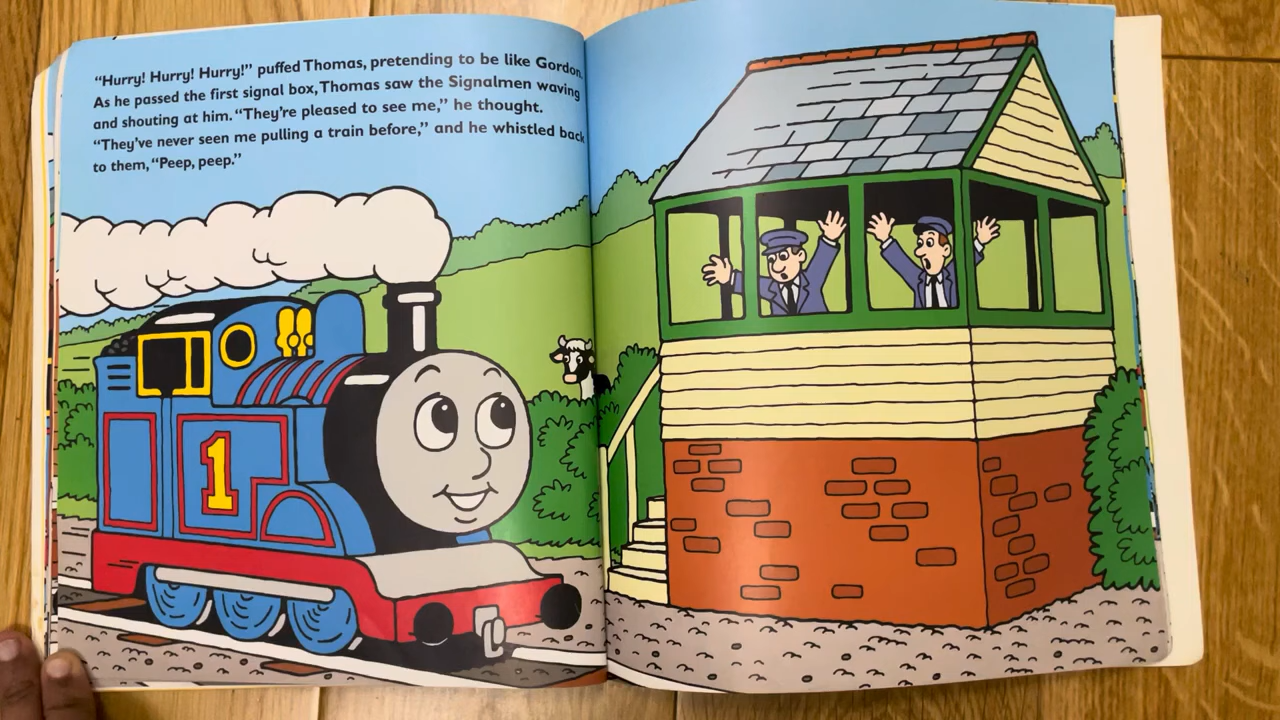 “Hurry! Hurry! Hurry!” puffed Thomas, pretending to be like Gordon.
As he passed the first signal box, Thomas saw the Signalmen waving
and shouting at him. “They’re pleased to see me,” he thought.
“They’ve never seen me pulling a train before,” and he whistled back
to them, “Peep, peep.”
1